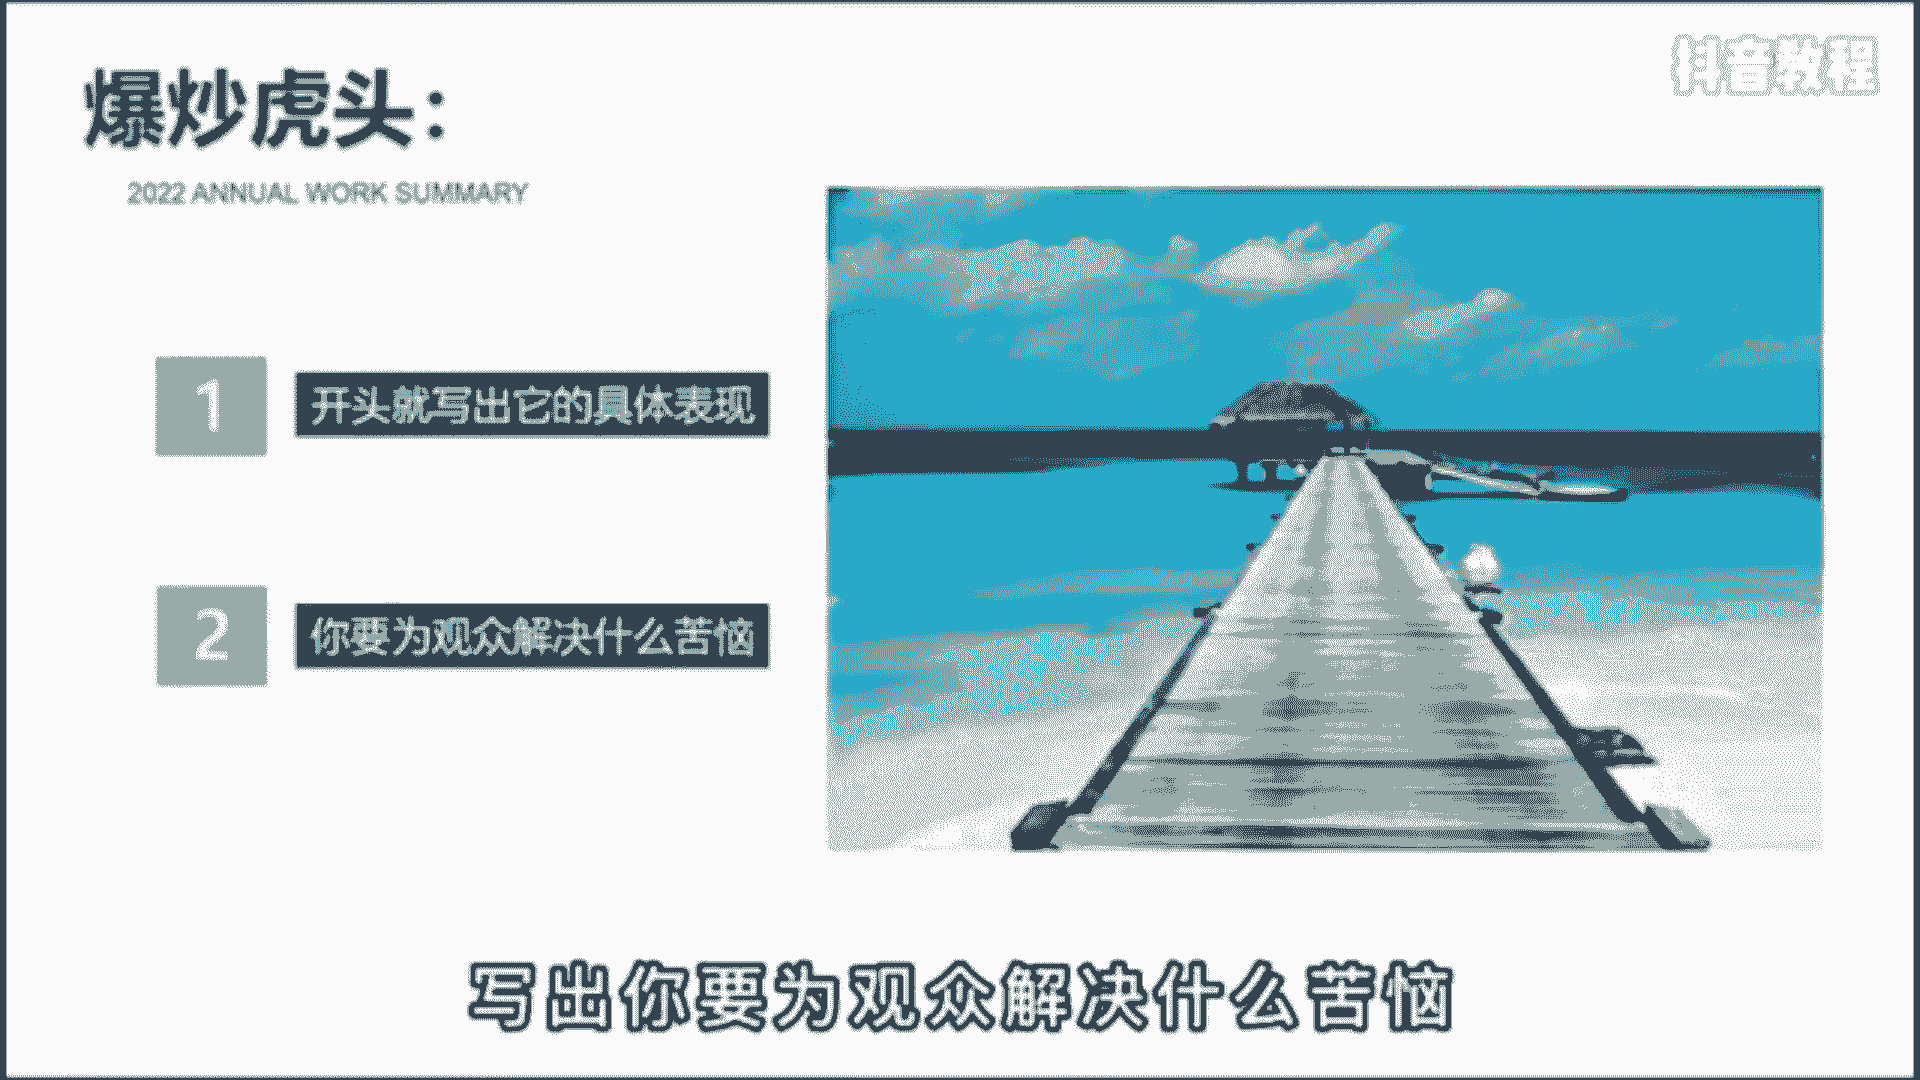 爆炒虎头：
抖音教程
2022 ANNUAL WORK SUMMARY
1
开头就写出它的具体表现
2
你要为观众解决什么苦恼
写出你要为观众解决什么苦恼